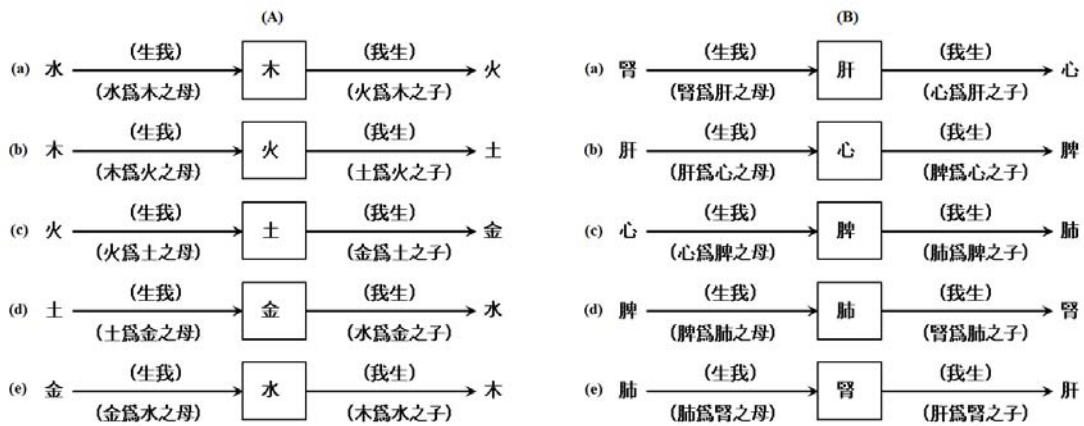 (A)
(生我) (我生)
(a) 水 木 火
(水爲木之母) (火爲木之子)
(生我) (我生)
(b) 木 火 土
(木爲火之母) (土爲火之子)
(生我) (我生)
(c) 火 土 金
(火爲土之母) (金爲土之子)
(生我) (我生)
(d) 土 金 水
(土爲金之母) (水爲金之子)
(生我) (我生)
(e) 金 水 木
(金爲水之母) (木爲水之子)
(B)
(生我) (我生)
(a) 腎 肝 心
(腎爲肝之母) (心爲肝之子)
(生我) (我生)
(b) 肝 心 脾
(肝爲心之母) (脾爲心之子)
(生我) (我生)
(c) 心 脾 肺
(心爲脾之母) (肺爲脾之子)
(生我) (我生)
(d) 脾 肺 腎
(脾爲肺之母) (腎爲肺之子)
(生我) (我生)
(e) 肺 腎 肝
(肺爲腎之母) (肝爲腎之子)